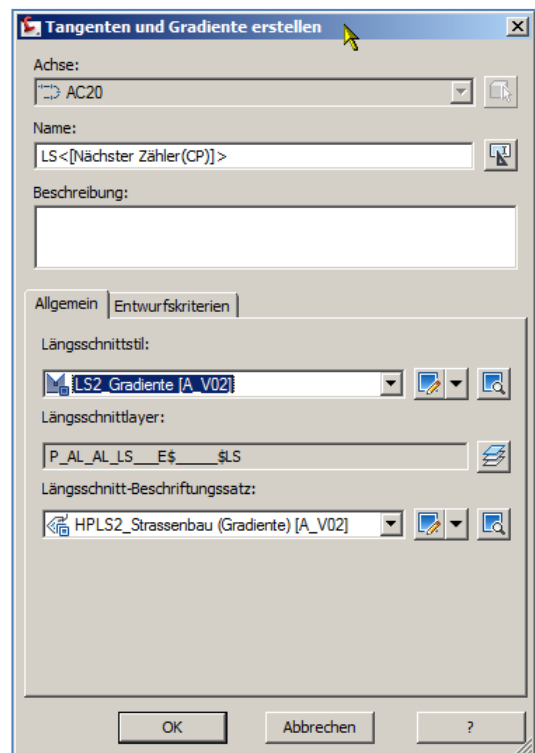 Tangenten und Gradiente erstellen
Achse:
AC20
Name:
LS<[Nächster Zähler(CP)]>
Beschreibung:
Allgemein Entwurfskriterien
Längsschnittstil:
LS2_Gradiente [A_V02]
Längsschnittlayer:
P_AL_AL_LS___E$_____$LS
Längsschnitt-Beschriftungssatz:
HPLS2_Strassenbau (Gradiente) [A_V02]
OK Abbrechen ?